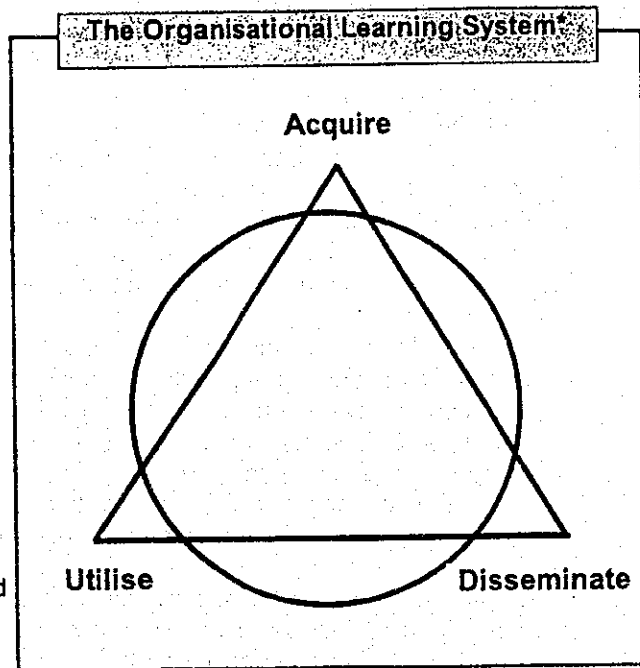 The Organisational Learning System*
Acquire
Utilise
Disseminate
d